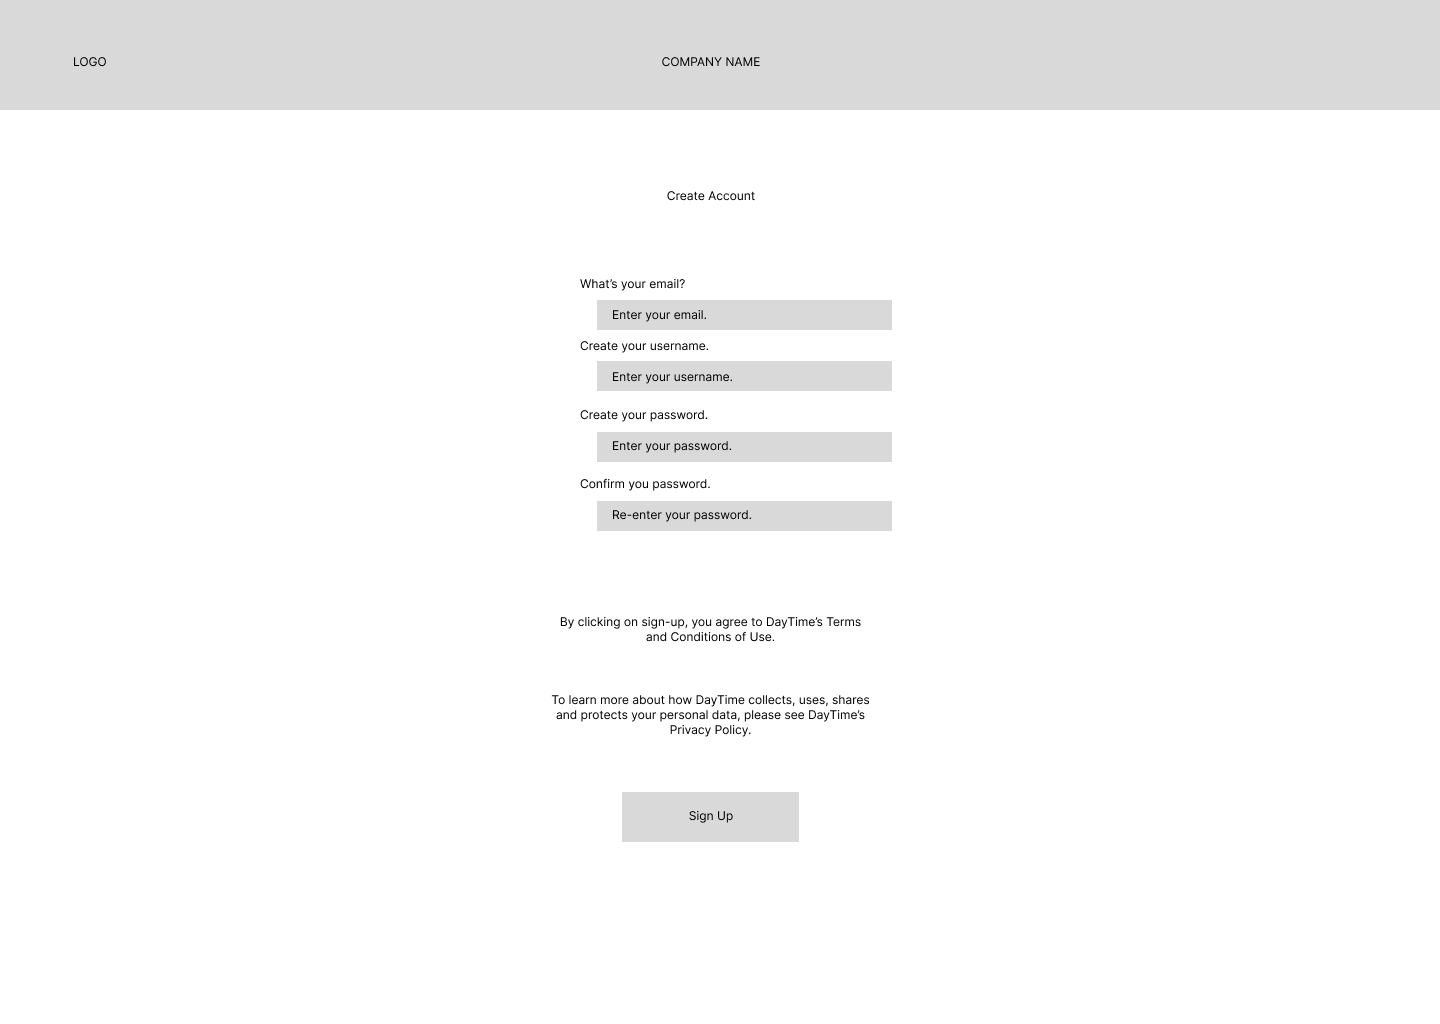 LOGO
COMPANY NAME
Create Account
What’s your email?
Enter your email.
Create your username.
Enter your username.
Create your password.
Enter your password.
Confirm you password.
Re-enter your password.
By clicking on sign-up, you agree to DayTime’s Terms
and Conditions of Use.
To learn more about how DayTime collects, uses, shares
and protects your personal data, please see DayTime’s
Privacy Policy.
Sign Up